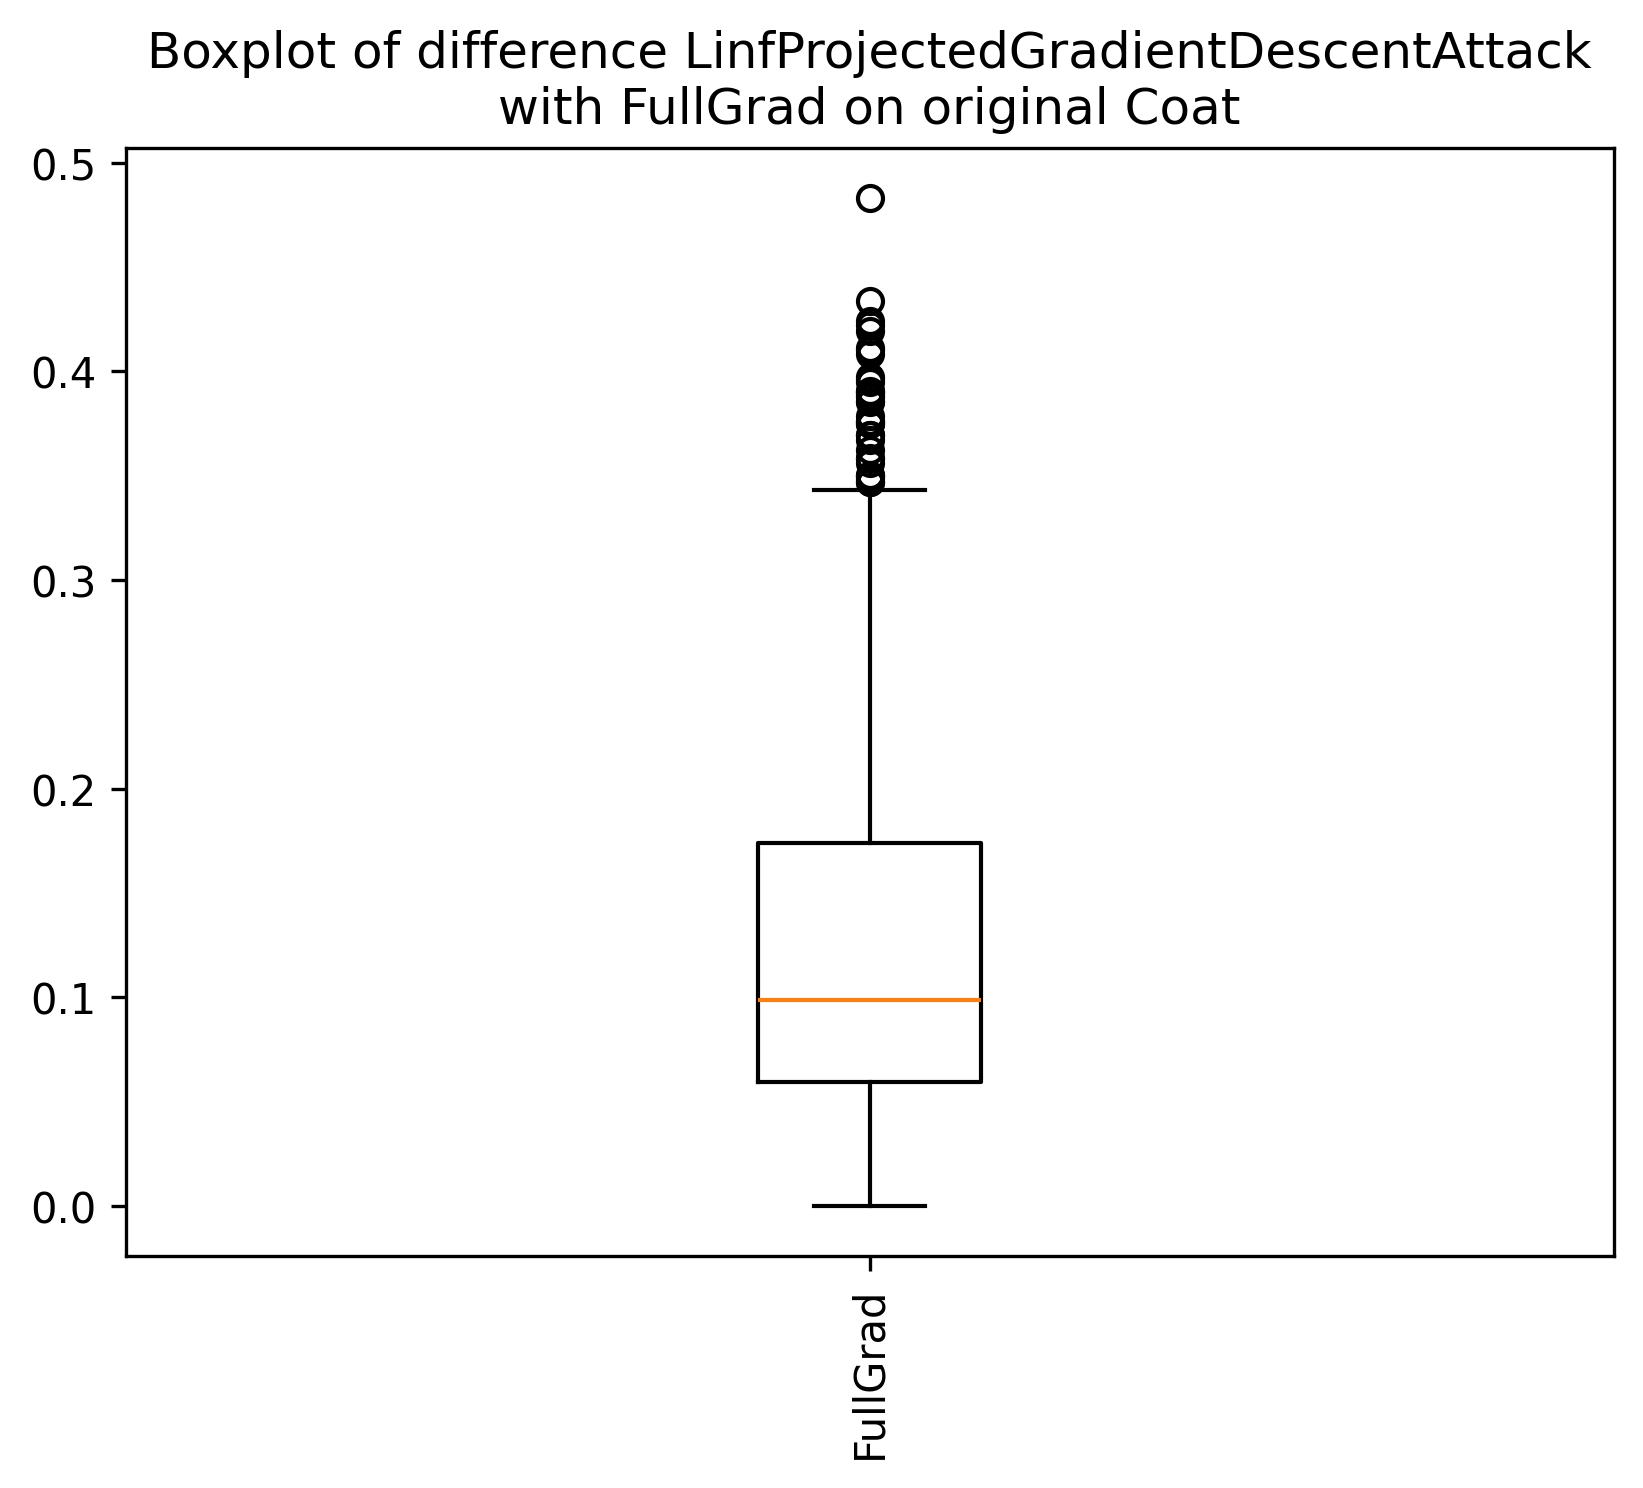 Boxplot of difference LinfProjectedGradientDescentAttack
with FullGrad on original Coat
0.5
0.4
0.3
0.2
0.1
0.0
FullGrad